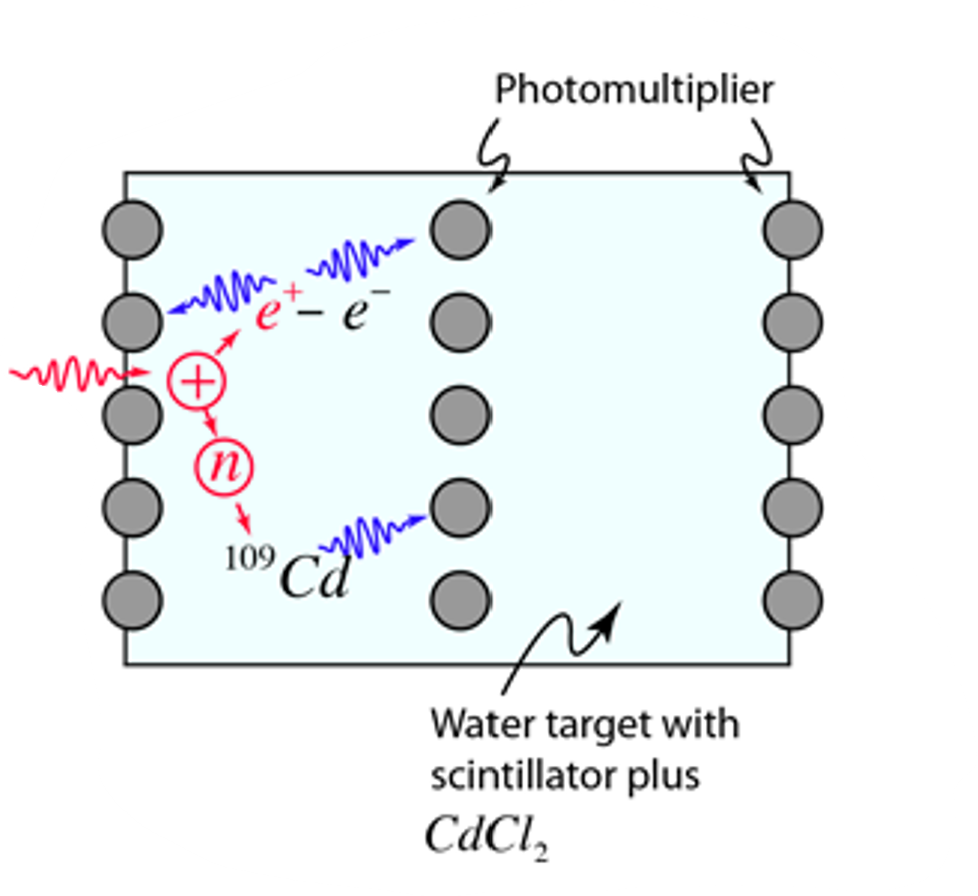 Photomultiplier
e⁺ – e⁻
+
n
¹⁰⁹Cd
Water target with
scintillator plus
CdCl₂